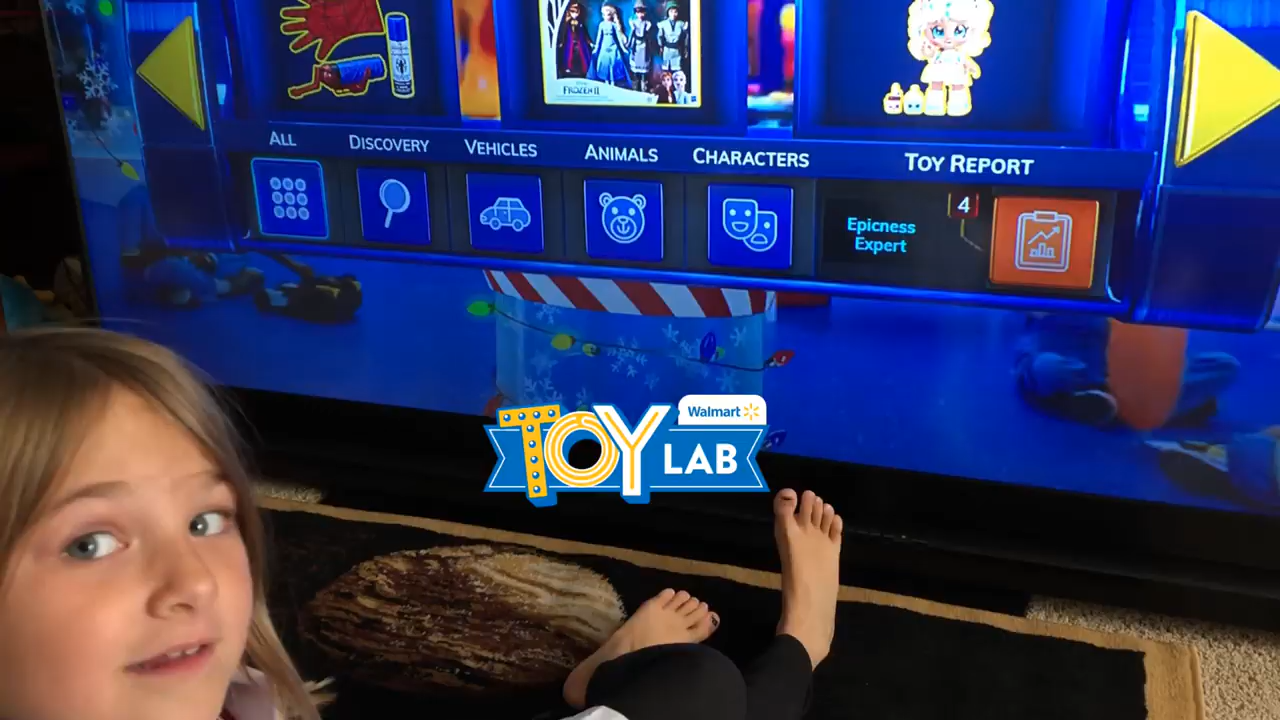 FROZEN II
ALL
DISCOVERY
VEHICLES
ANIMALS
CHARACTERS
TOY REPORT
Epicness
Expert
4
Walmart
TOY LAB